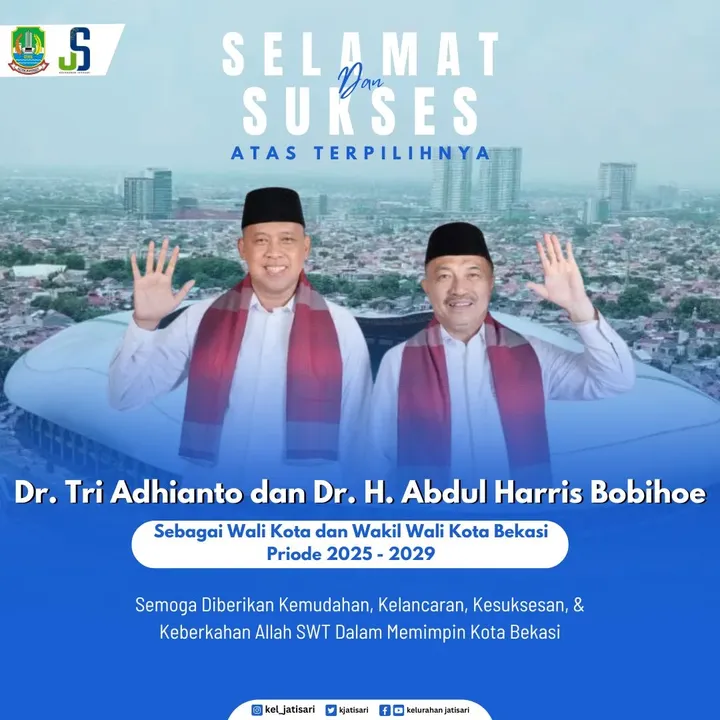 SELAMAT
Dan
SUKSES
ATAS TERPILIHNYA
Dr. Tri Adhianto dan Dr. H. Abdul Harris Bobihoe
Sebagai Wali Kota dan Wakil Wali Kota Bekasi
Priode 2025 - 2029
Semoga Diberikan Kemudahan, Kelancaran, Kesuksesan, &
Keberkahan Allah SWT Dalam Memimpin Kota Bekasi
kel_jatisari kjatisari kelurahan jatisari